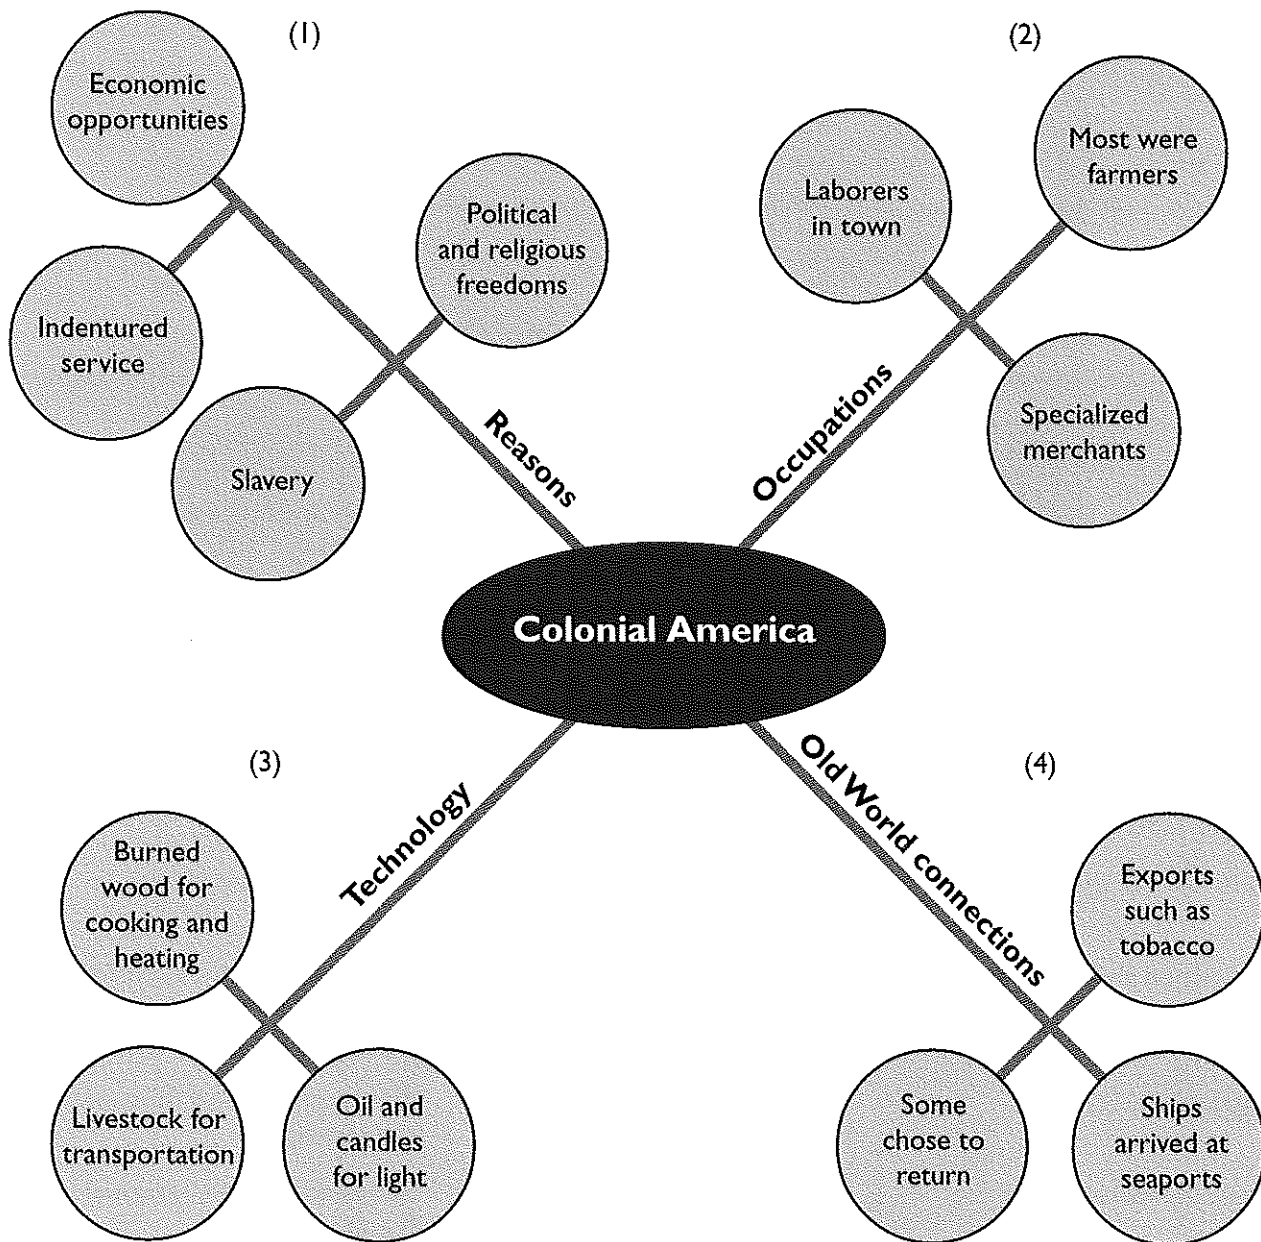 (1)
Economic
opportunities
Political
and religious
freedoms
Indentured
service
Slavery
Reasons
(2)
Most were
farmers
Laborers
in town
Specialized
merchants
Occupations
Colonial America
(3)
Technology
Burned
wood for
cooking and
heating
Livestock for
transportation
Oil and
candles
for light
(4)
Old World connections
Exports
such as
tobacco
Some
chose to
return
Ships
arrived at
seaports